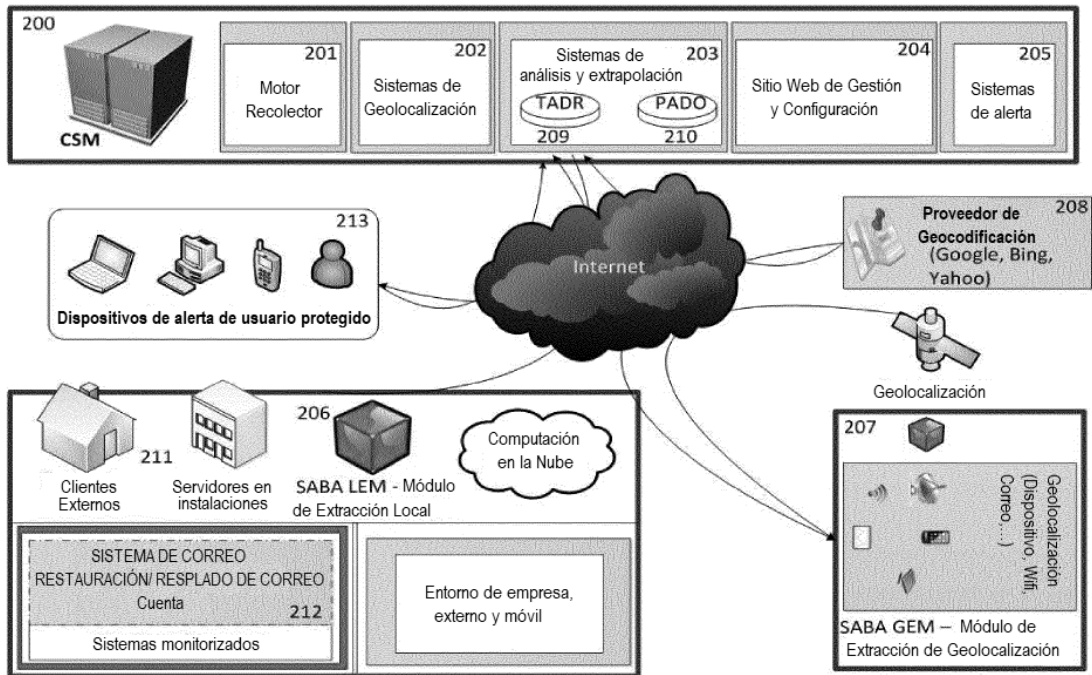 200
CSM
201
Motor
Recolector
202
Sistemas de
Geolocalización
203
Sistemas de
análisis y extrapolación
TADR
209
PADO
210
204
Sitio Web de Gestión
y Configuración
205
Sistemas
de alerta
213
Dispositivos de alerta de usuario protegido
Internet
208
Proveedor de
Geocodificación
(Google, Bing,
Yahoo)
Geolocalización
211
Clientes
Externos
Servidores en
instalaciones
206
SABA LEM - Módulo
de Extracción Local
Computación
en la Nube
SISTEMA DE CORREO
RESTAURACIÓN/ RESPLADO DE CORREO
Cuenta
212
Sistemas monitorizados
Entorno de empresa,
externo y móvil
207
Geolocalización
(Dispositivo, Wifi,
Correo,...)
SABA GEM – Módulo de
Extracción de Geolocalización